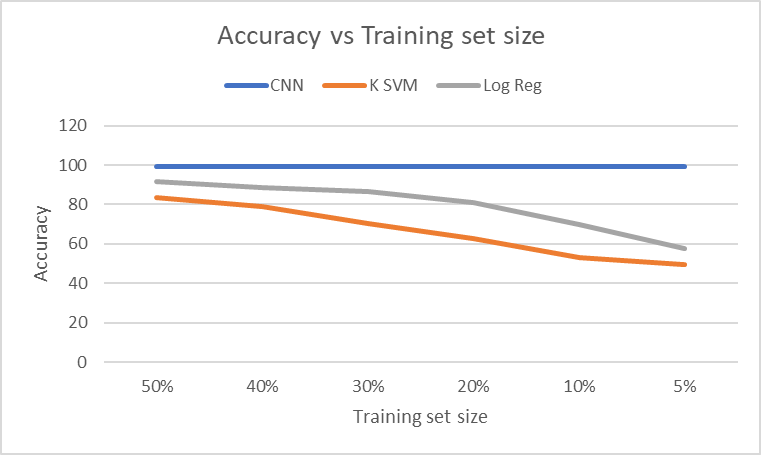 Accuracy vs Training set size
CNN K SVM Log Reg
120
100
80
60
40
20
0
Accuracy
50% 40% 30% 20% 10% 5%
Training set size